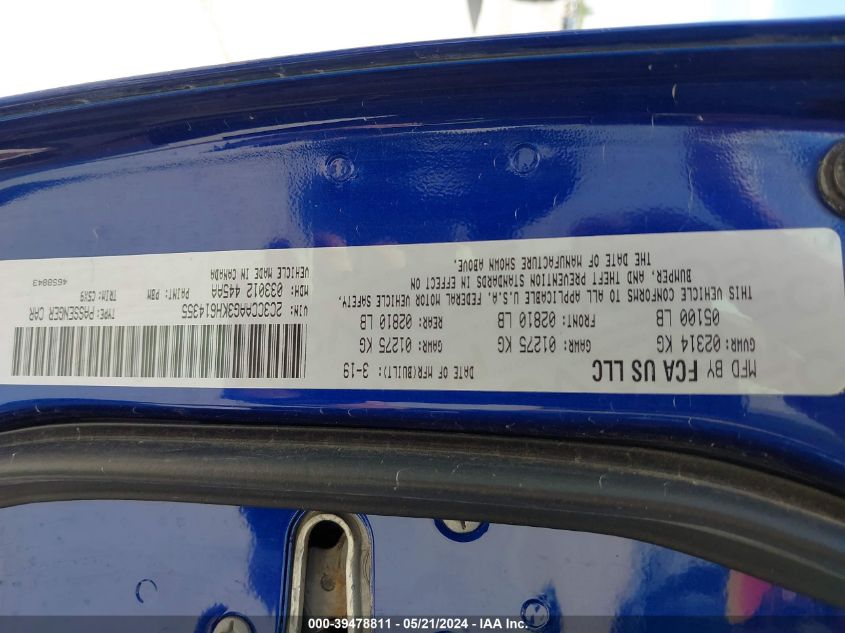 MFD BY FCA US LLC
DATE OF MFR(BUILT): 3-19
GVWR: 02314 KG
05100 LB
GAWR: 01275 KG
FRONT: 02810 LB
GAWR: 01275 KG
REAR: 02810 LB
THIS VEHICLE CONFORMS TO ALL APPLICABLE U.S.A. FEDERAL MOTOR VEHICLE SAFETY,
BUMPER, AND THEFT PREVENTION STANDARDS IN EFFECT ON
THE DATE OF MANUFACTURE SHOWN ABOVE.
VIN: 2C3CCAAG3KH614355
TYPE: PASSENGER CAR
MDH: 033012 445AA
PAINT: PBM
TRIM: C5X9
VEHICLE MADE IN CANADA
4658843
000-39478811 - 05/21/2024 - IAA Inc.